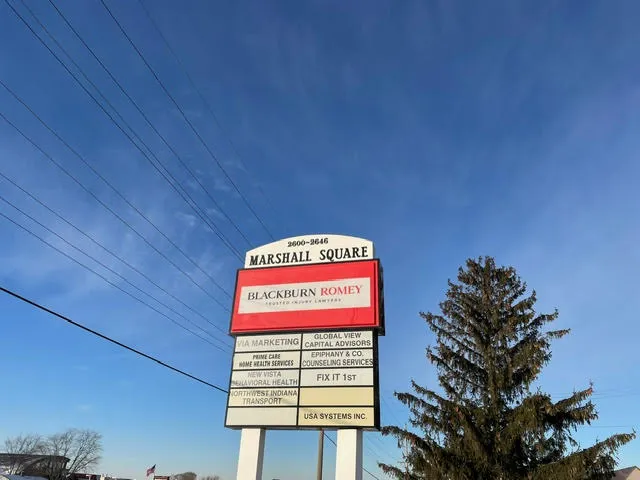 2600-2646
MARSHALL SQUARE
BLACKBURN ROMEY
TRUSTED INJURY LAWYERS
VIA MARKETING
GLOBAL VIEW
CAPITAL ADVISORS
PRIME CARE
HOME HEALTH SERVICES
EPIPHANY & CO.
COUNSELING SERVICES
NEW VISTA
BEHAVIORAL HEALTH
FIX IT 1ST
NORTHWEST INDIANA
TRANSPORT
USA SYSTEMS INC.